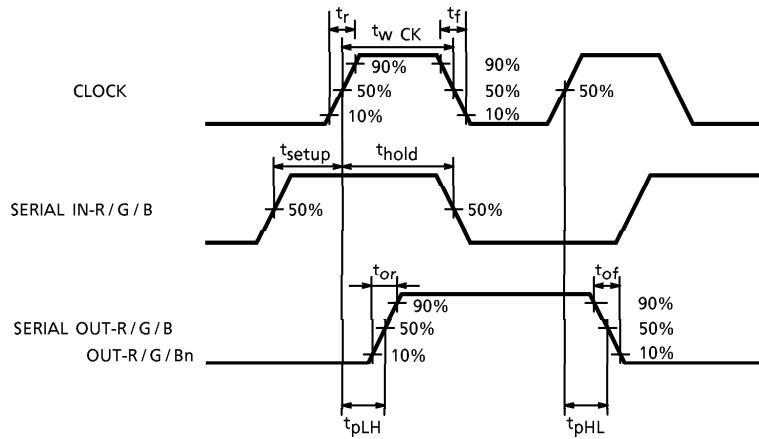 tr
tw CK
tf
CLOCK
90%
50%
10%
90%
50%
10%
50%
tsetup
thold
SERIAL IN-R / G / B
50%
50%
tor
tof
SERIAL OUT-R / G / B
OUT-R / G / Bn
90%
50%
10%
90%
50%
10%
tpLH
tpHL